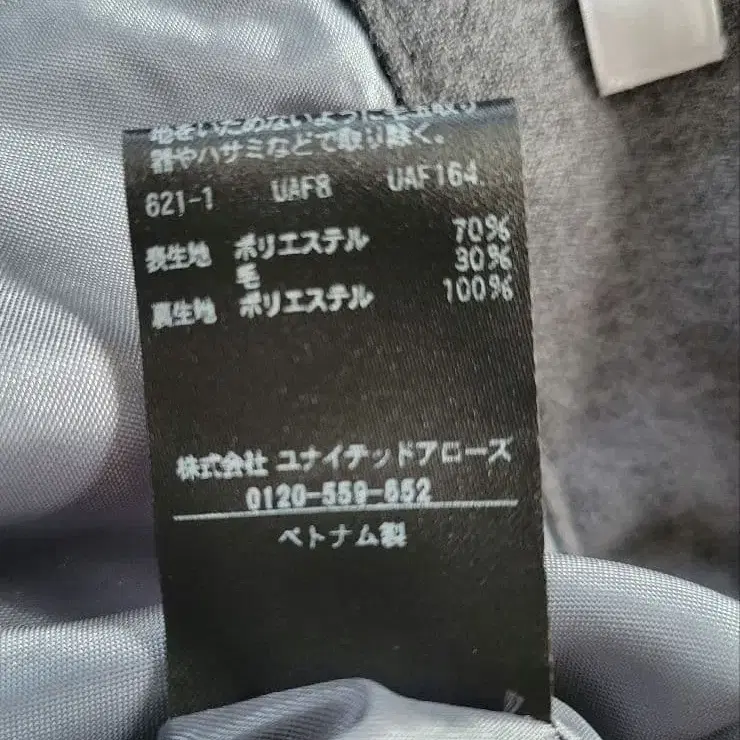 地をいためないように毛玉取り
器やハサミなどで取り除く。
621-1 UAF8 UAF164
表生地 ポリエステル 70%
毛 30%
裏生地 ポリエステル 100%
株式会社 ユナイテッドアローズ
0120-559-652
ベトナム製